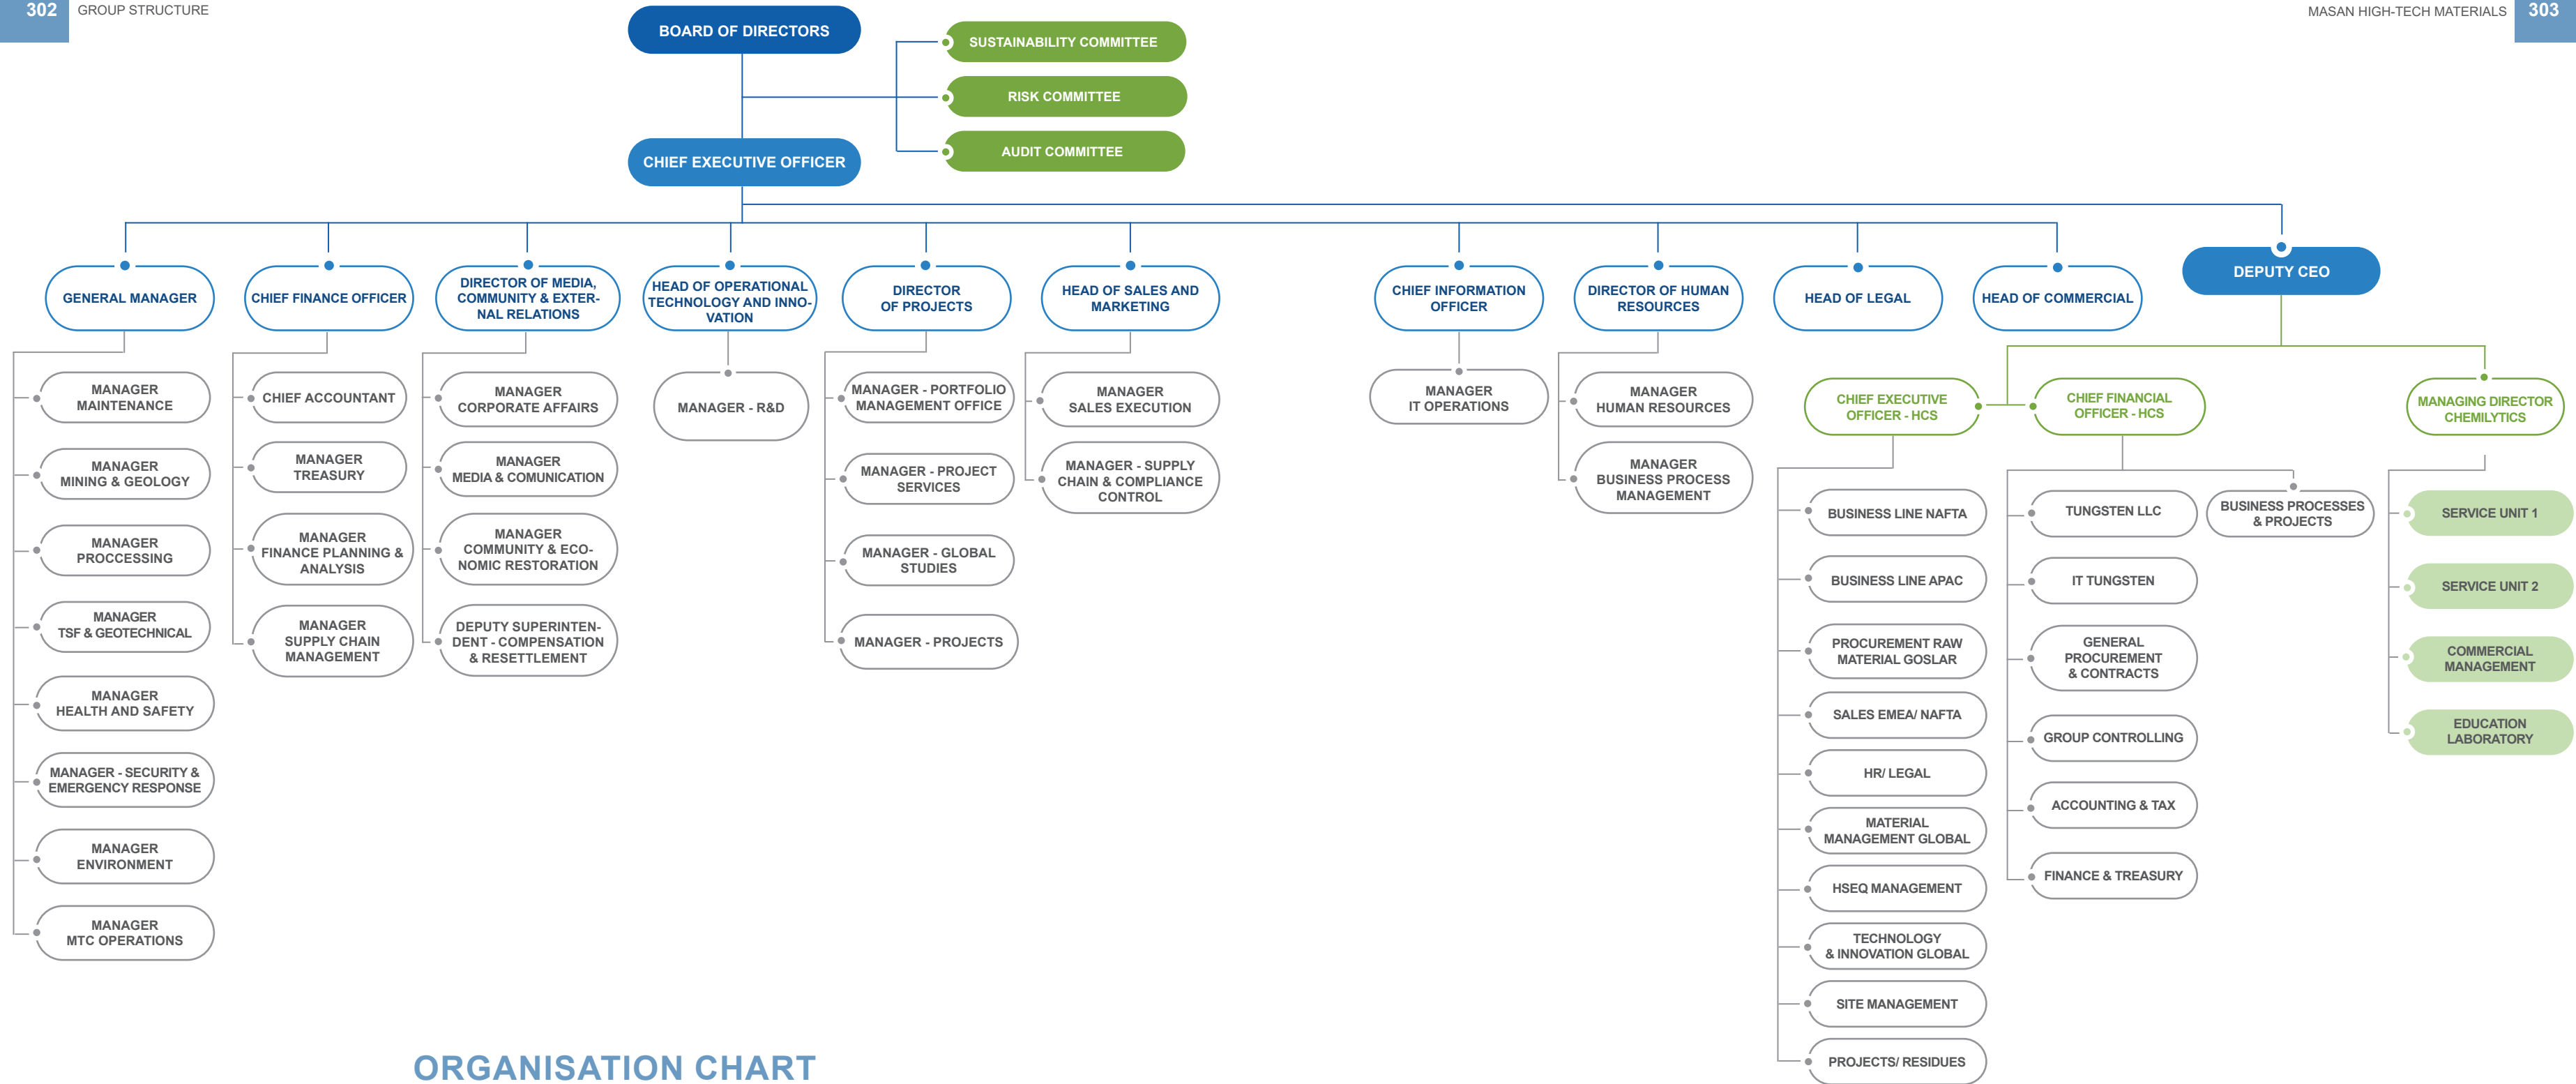 302
GROUP STRUCTURE
MASAN HIGH-TECH MATERIALS
303
BOARD OF DIRECTORS
SUSTAINABILITY COMMITTEE
RISK COMMITTEE
AUDIT COMMITTEE
CHIEF EXECUTIVE OFFICER
GENERAL MANAGER
CHIEF FINANCE OFFICER
DIRECTOR OF MEDIA,
COMMUNITY & EXTER-
NAL RELATIONS
HEAD OF OPERATIONAL
TECHNOLOGY AND INNO-
VATION
DIRECTOR
OF PROJECTS
HEAD OF SALES AND
MARKETING
CHIEF INFORMATION
OFFICER
DIRECTOR OF HUMAN
RESOURCES
HEAD OF LEGAL
HEAD OF COMMERCIAL
DEPUTY CEO
MANAGER
MAINTENANCE
MANAGER
MINING & GEOLOGY
MANAGER
PROCCESSING
MANAGER
TSF & GEOTECHNICAL
MANAGER
HEALTH AND SAFETY
MANAGER - SECURITY &
EMERGENCY RESPONSE
MANAGER
ENVIRONMENT
MANAGER
MTC OPERATIONS
CHIEF ACCOUNTANT
MANAGER
TREASURY
MANAGER
FINANCE PLANNING &
ANALYSIS
MANAGER
SUPPLY CHAIN
MANAGEMENT
MANAGER
CORPORATE AFFAIRS
MANAGER
MEDIA & COMUNICATION
MANAGER
COMMUNITY & ECO-
NOMIC RESTORATION
DEPUTY SUPERINTEN-
DENT - COMPENSATION
& RESETTLEMENT
MANAGER - R&D
MANAGER - PORTFOLIO
MANAGEMENT OFFICE
MANAGER - PROJECT
SERVICES
MANAGER - GLOBAL
STUDIES
MANAGER - PROJECTS
MANAGER
SALES EXECUTION
MANAGER - SUPPLY
CHAIN & COMPLIANCE
CONTROL
MANAGER
IT OPERATIONS
MANAGER
HUMAN RESOURCES
MANAGER
BUSINESS PROCESS
MANAGEMENT
CHIEF EXECUTIVE
OFFICER - HCS
CHIEF FINANCIAL
OFFICER - HCS
MANAGING DIRECTOR
CHEMILYTICS
BUSINESS LINE NAFTA
BUSINESS LINE APAC
PROCUREMENT RAW
MATERIAL GOSLAR
SALES EMEA/ NAFTA
HR/ LEGAL
MATERIAL
MANAGEMENT GLOBAL
HSEQ MANAGEMENT
TECHNOLOGY
& INNOVATION GLOBAL
SITE MANAGEMENT
PROJECTS/ RESIDUES
TUNGSTEN LLC
IT TUNGSTEN
GENERAL
PROCUREMENT
& CONTRACTS
GROUP CONTROLLING
ACCOUNTING & TAX
FINANCE & TREASURY
BUSINESS PROCESSES
& PROJECTS
SERVICE UNIT 1
SERVICE UNIT 2
COMMERCIAL
MANAGEMENT
EDUCATION
LABORATORY
ORGANISATION CHART